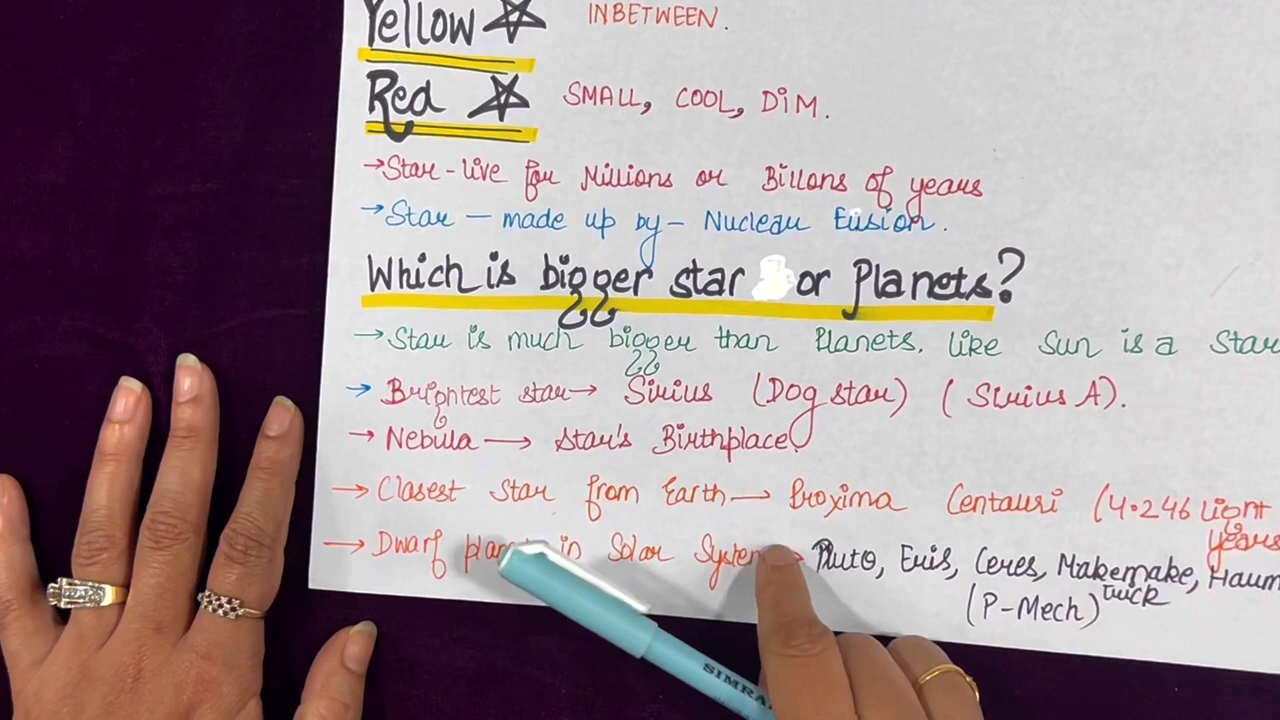 Yellow INBETWEEN.
Red SMALL, COOL, DIM.
→Star-live for Millions or Billons of years
→Star — made up by — Nuclear Fusion.
Which is bigger star or Planets?
→Star is much bigger than Planets. like Sun is a Star
→ Brightest star→ Sirius (Dog star) (Sirius A).
→ Nebula → Star's Birthplace.
→ Closest Star from Earth → Proxima Centauri (4.246 light
years
→ Dwarf in Solar System → Pluto, Eris, Ceres, Makemake,
(P-Mech) trick